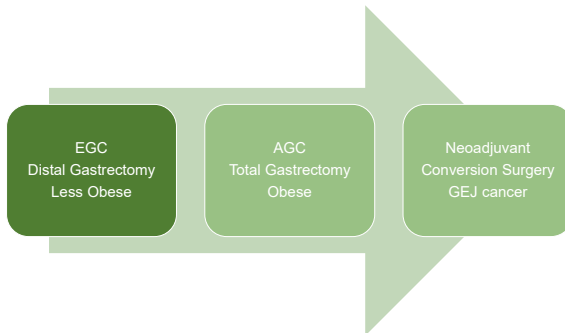 EGC
Distal Gastrectomy
Less Obese
AGC
Total Gastrectomy
Obese
Neoadjuvant
Conversion Surgery
GEJ cancer